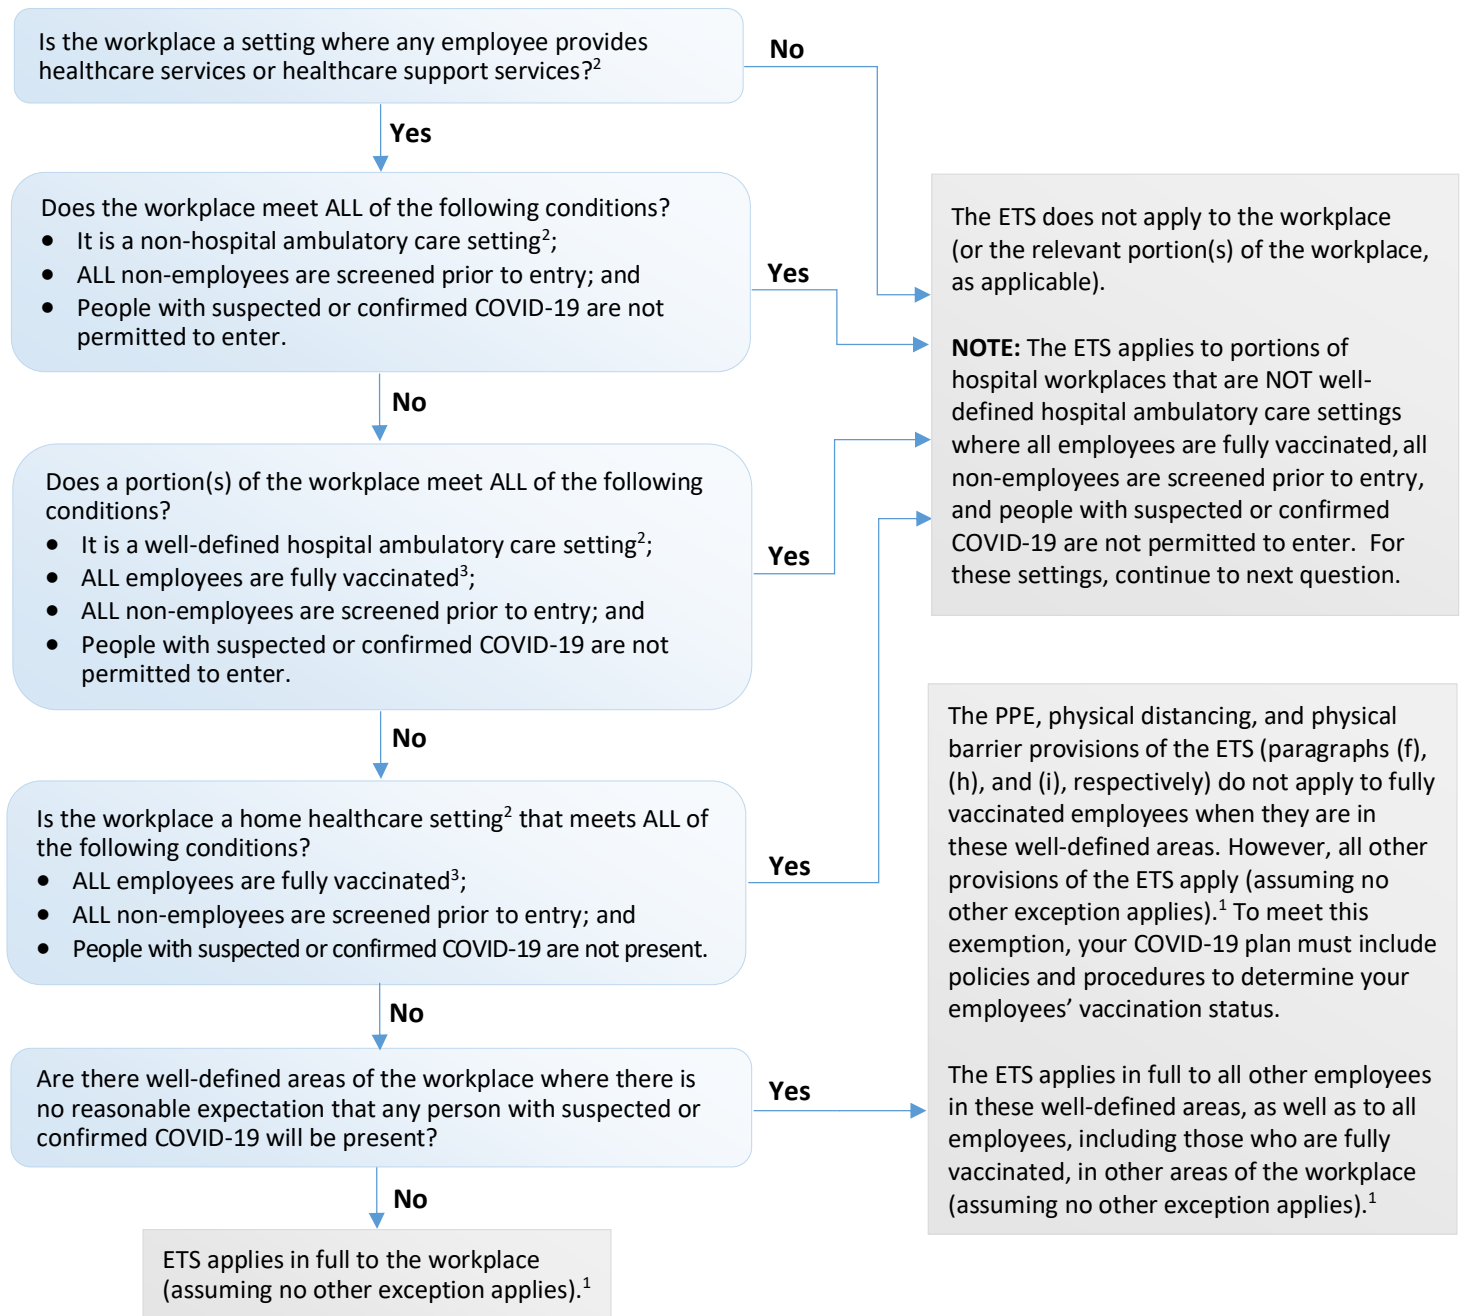 Is the workplace a setting where any employee provides
healthcare services or healthcare support services?²
No
Yes
Does the workplace meet ALL of the following conditions?
• It is a non-hospital ambulatory care setting²;
• ALL non-employees are screened prior to entry; and
• People with suspected or confirmed COVID-19 are not
permitted to enter.
Yes
No
Does a portion(s) of the workplace meet ALL of the following
conditions?
• It is a well-defined hospital ambulatory care setting²;
• ALL employees are fully vaccinated³;
• ALL non-employees are screened prior to entry; and
• People with suspected or confirmed COVID-19 are not
permitted to enter.
Yes
No
Is the workplace a home healthcare setting² that meets ALL of
the following conditions?
• ALL employees are fully vaccinated³;
• ALL non-employees are screened prior to entry; and
• People with suspected or confirmed COVID-19 are not present.
Yes
No
Are there well-defined areas of the workplace where there is
no reasonable expectation that any person with suspected or
confirmed COVID-19 will be present?
Yes
No
ETS applies in full to the workplace
(assuming no other exception applies).¹
The ETS does not apply to the workplace
(or the relevant portion(s) of the workplace,
as applicable).
NOTE: The ETS applies to portions of
hospital workplaces that are NOT well-
defined hospital ambulatory care settings
where all employees are fully vaccinated, all
non-employees are screened prior to entry,
and people with suspected or confirmed
COVID-19 are not permitted to enter. For
these settings, continue to next question.
The PPE, physical distancing, and physical
barrier provisions of the ETS (paragraphs (f),
(h), and (i), respectively) do not apply to fully
vaccinated employees when they are in
these well-defined areas. However, all other
provisions of the ETS apply (assuming no
other exception applies).¹ To meet this
exemption, your COVID-19 plan must include
policies and procedures to determine your
employees’ vaccination status.
The ETS applies in full to all other employees
in these well-defined areas, as well as to all
employees, including those who are fully
vaccinated, in other areas of the workplace
(assuming no other exception applies).¹